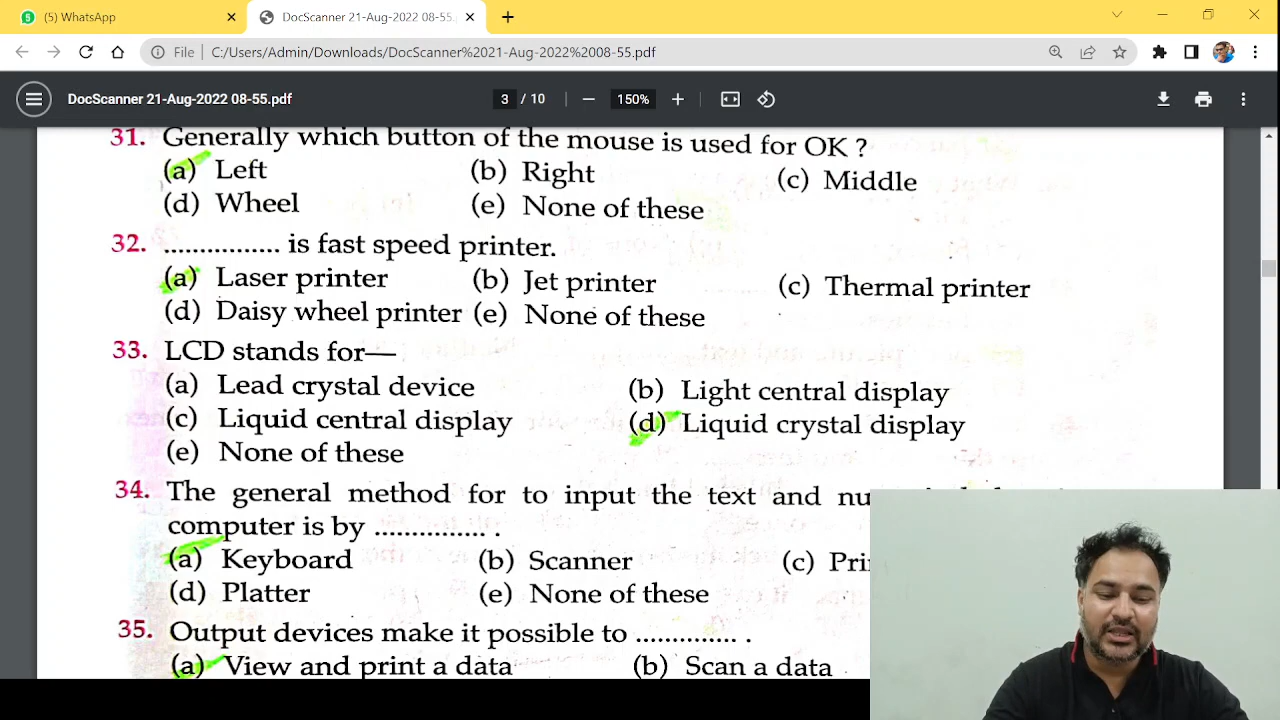 (5) WhatsApp
DocScanner 21-Aug-2022 08-55.
File C:/Users/Admin/Downloads/DocScanner%2021-Aug-2022%2008-55.pdf
DocScanner 21-Aug-2022 08-55.pdf 3 / 10 150%
31. Generally which button of the mouse is used for OK ?
(a) Left (b) Right (c) Middle
(d) Wheel (e) None of these
32. ................ is fast speed printer.
(a) Laser printer (b) Jet printer (c) Thermal printer
(d) Daisy wheel printer (e) None of these
33. LCD stands for—
(a) Lead crystal device (b) Light central display
(c) Liquid central display (d) Liquid crystal display
(e) None of these
34. The general method for to input the text and
computer is by ............... .
(a) Keyboard (b) Scanner (c)
(d) Platter (e) None of these
35. Output devices make it possible to .............. .
(a) View and print a data (b) Scan a data